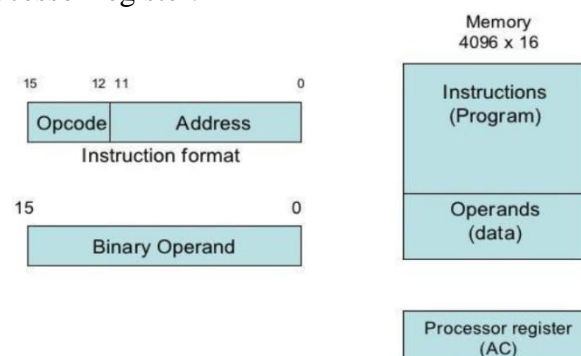 Memory
4096 x 16
15 12 11 0
Opcode Address
Instruction format
15 0
Binary Operand
Instructions
(Program)
Operands
(data)
Processor register
(AC)